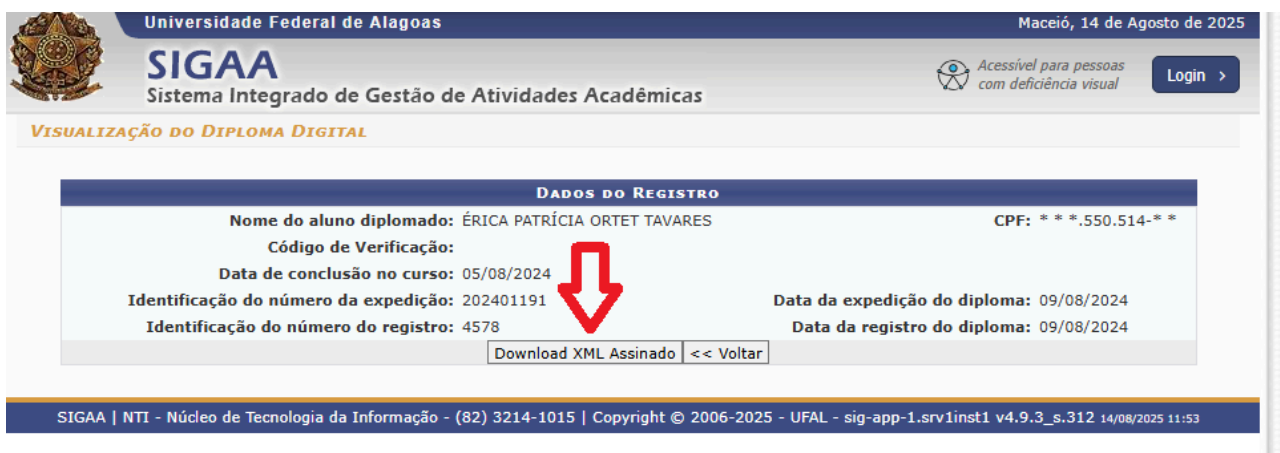 Universidade Federal de Alagoas Maceió, 14 de Agosto de 2025
SIGAA
Sistema Integrado de Gestão de Atividades Acadêmicas
Acessível para pessoas
com deficiência visual
Login >
Visualização do Diploma Digital
Dados do Registro
Nome do aluno diplomado: ÉRICA PATRÍCIA ORTET TAVARES CPF: * * *.550.514-* *
Código de Verificação:
Data de conclusão no curso: 05/08/2024
Identificação do número da expedição: 202401191 Data da expedição do diploma: 09/08/2024
Identificação do número do registro: 4578 Data da registro do diploma: 09/08/2024
Download XML Assinado << Voltar
SIGAA | NTI - Núcleo de Tecnologia da Informação - (82) 3214-1015 | Copyright © 2006-2025 - UFAL - sig-app-1.srv1inst1 v4.9.3_s.312 14/08/2025 11:53